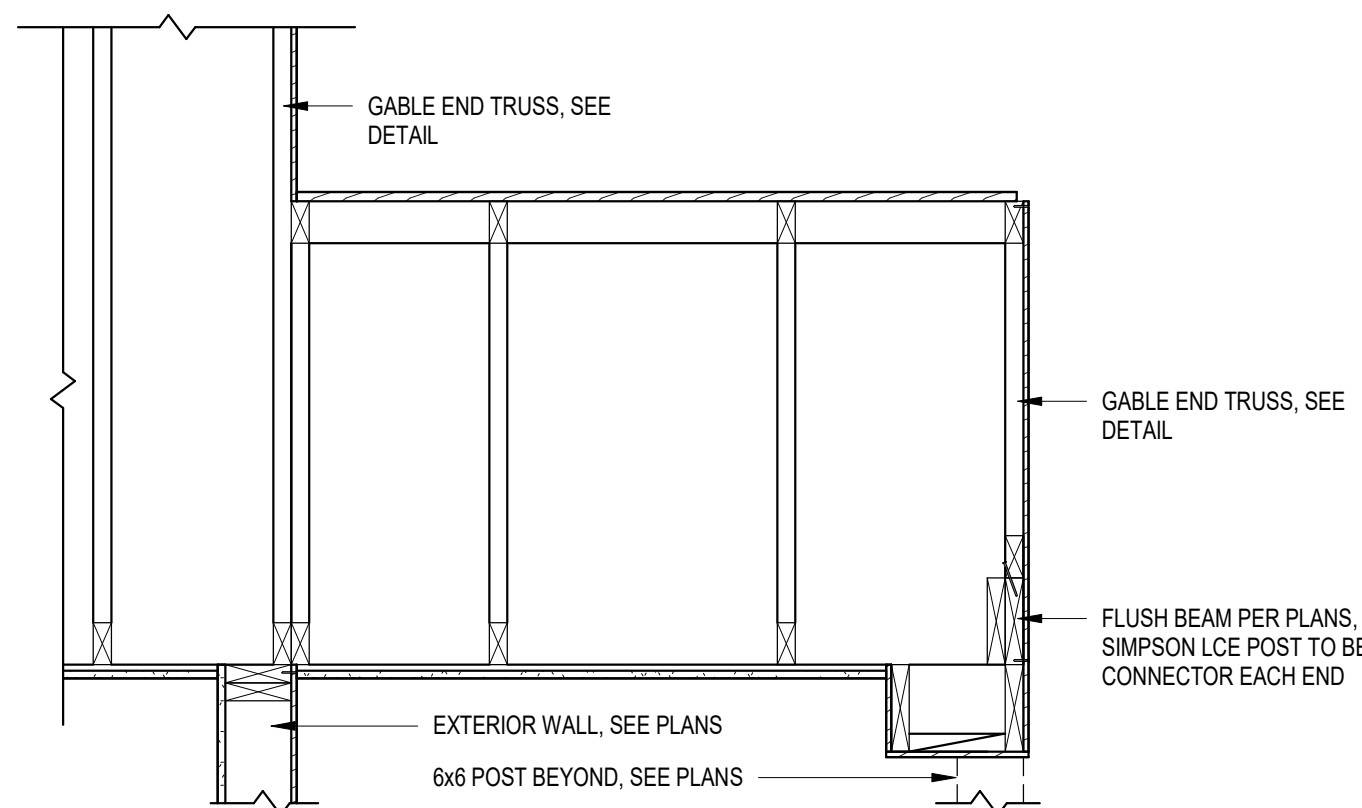 GABLE END TRUSS, SEE
DETAIL
GABLE END TRUSS, SEE
DETAIL
FLUSH BEAM PER PLANS,
SIMPSON LCE POST TO BE
CONNECTOR EACH END
EXTERIOR WALL, SEE PLANS
6x6 POST BEYOND, SEE PLANS